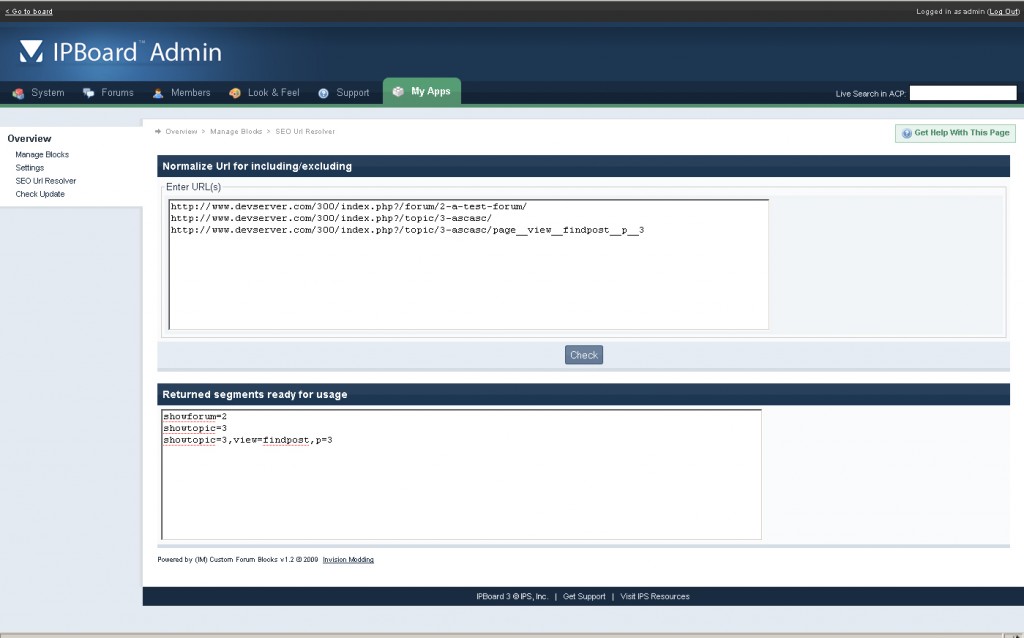 < Go to board
Logged in as admin (Log Out)
IPBoard™ Admin
System Forums Members Look & Feel Support My Apps
Live Search in ACP:
Overview
Manage Blocks
Settings
SEO Url Resolver
Check Update
Overview > Manage Blocks > SEO Url Resolver
Get Help With This Page
Normalize Url for including/excluding
Enter URL(s)
http://www.devserver.com/300/index.php?/forum/2-a-test-forum/
http://www.devserver.com/300/index.php?/topic/3-ascasc/
http://www.devserver.com/300/index.php?/topic/3-ascasc/page__view__findpost__p__3
Check
Returned segments ready for usage
showforum=2
showtopic=3
showtopic=3,view=findpost,p=3
Powered by (IM) Custom Forum Blocks v1.2 © 2009 Invision Modding
IPBoard 3 © IPS, Inc. | Get Support | Visit IPS Resources